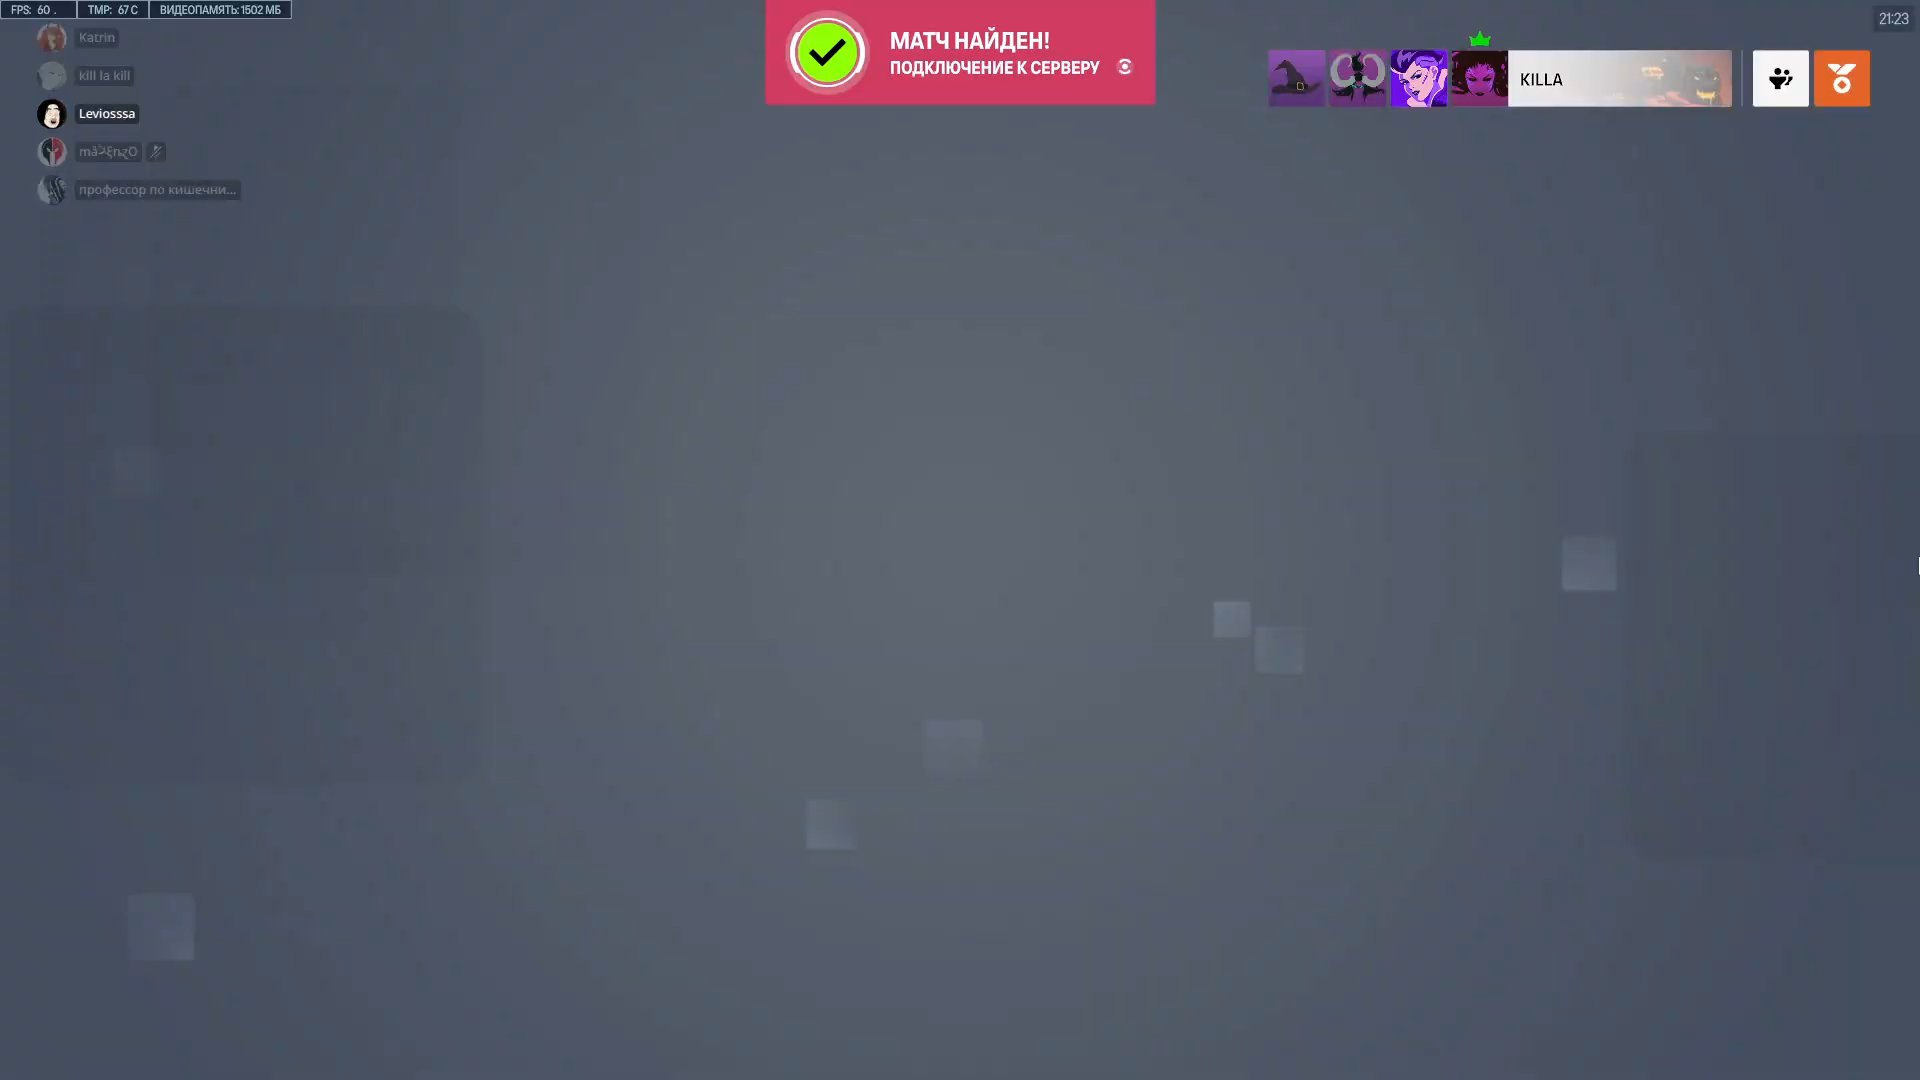 FPS: 60 .
TMP: 67 C
ВИДЕОПАМЯТЬ: 1502 МБ
21:23
МАТЧ НАЙДЕН!
ПОДКЛЮЧЕНИЕ К СЕРВЕРУ
KILLA
Katrin
kill la kill
Leviosssa
профессор по кишечни...